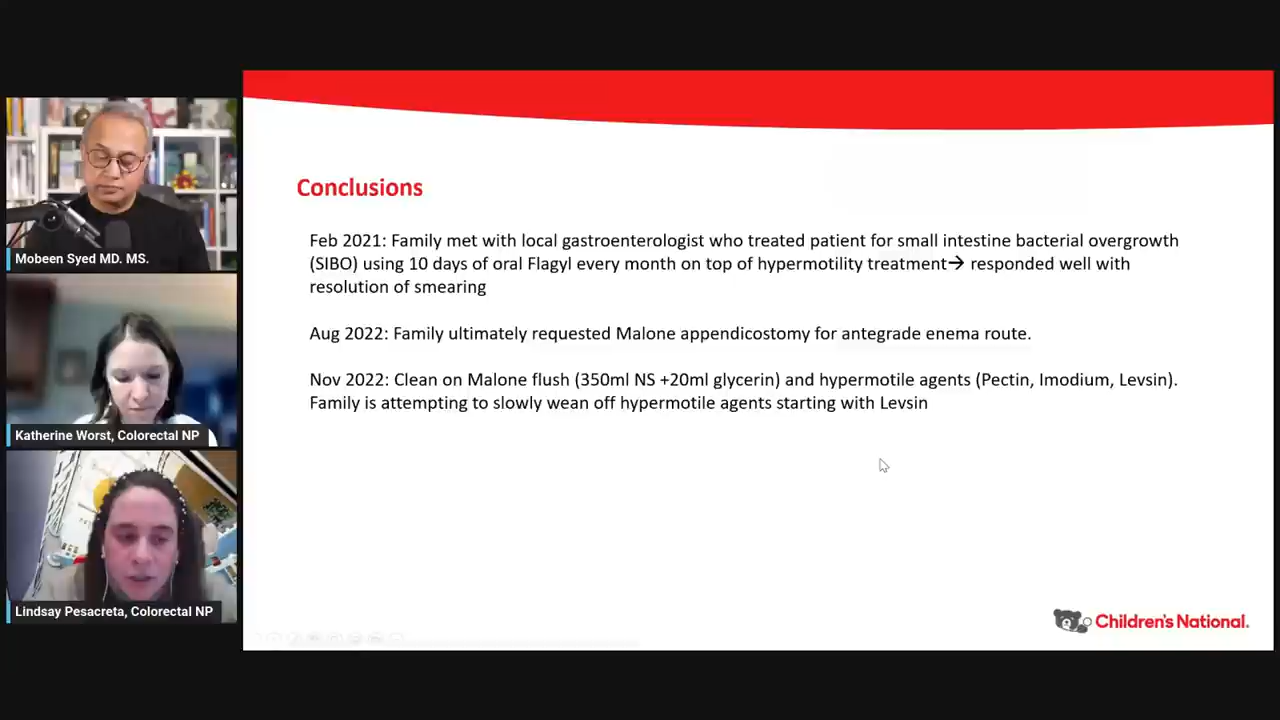 Mobeen Syed MD. MS.
Katherine Worst, Colorectal NP
Lindsay Pesacreta, Colorectal NP
Conclusions
Feb 2021: Family met with local gastroenterologist who treated patient for small intestine bacterial overgrowth
(SIBO) using 10 days of oral Flagyl every month on top of hypermotility treatment→ responded well with
resolution of smearing
Aug 2022: Family ultimately requested Malone appendicostomy for antegrade enema route.
Nov 2022: Clean on Malone flush (350ml NS +20ml glycerin) and hypermotile agents (Pectin, Imodium, Levsin).
Family is attempting to slowly wean off hypermotile agents starting with Levsin
Children's National.